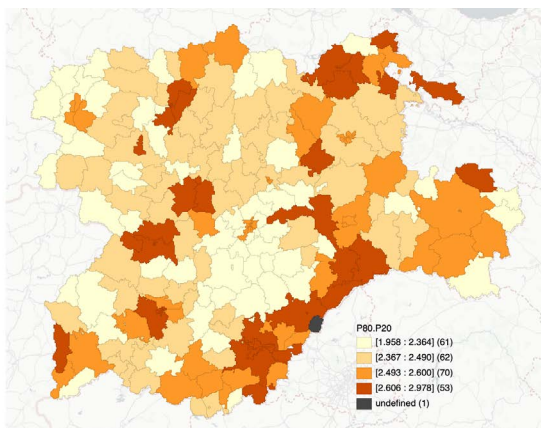 P80.P20
[1.958 : 2.364] (61)
[2.367 : 2.490] (62)
[2.493 : 2.600] (70)
[2.606 : 2.978] (53)
undefined (1)